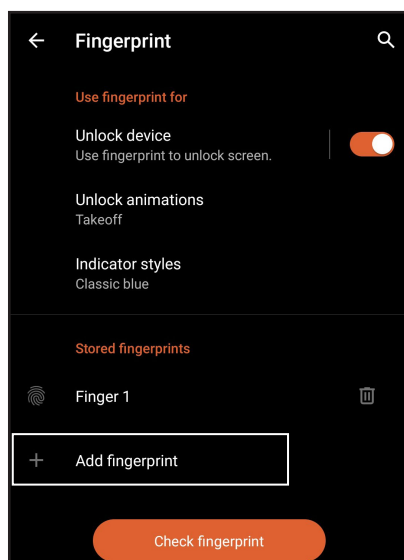 Fingerprint
Use fingerprint for
Unlock device
Use fingerprint to unlock screen.
Unlock animations
Takeoff
Indicator styles
Classic blue
Stored fingerprints
Finger 1
Add fingerprint
Check fingerprint